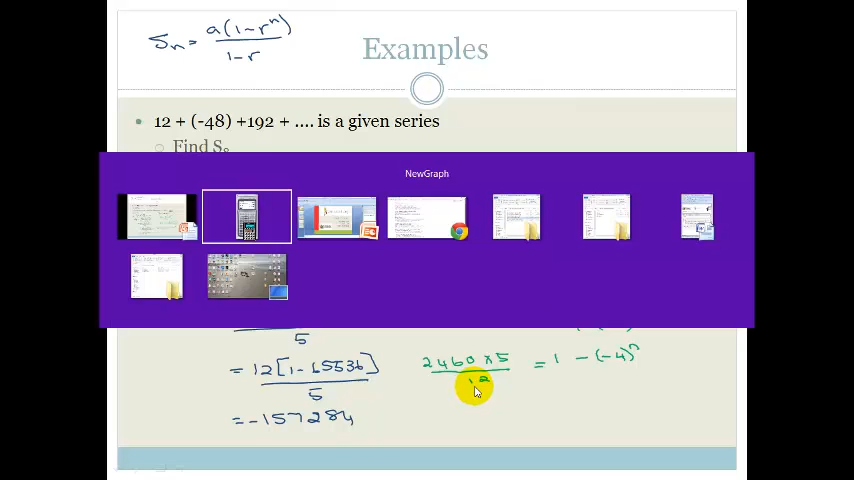 Sn = a(1-r^n)
1-r
Examples
12 + (-48) +192 + .... is a given series
Find S₈
NewGraph
5
= 12[1-65536]
5
= -157284
2460 × 5 = 1 - (-4)^n
12